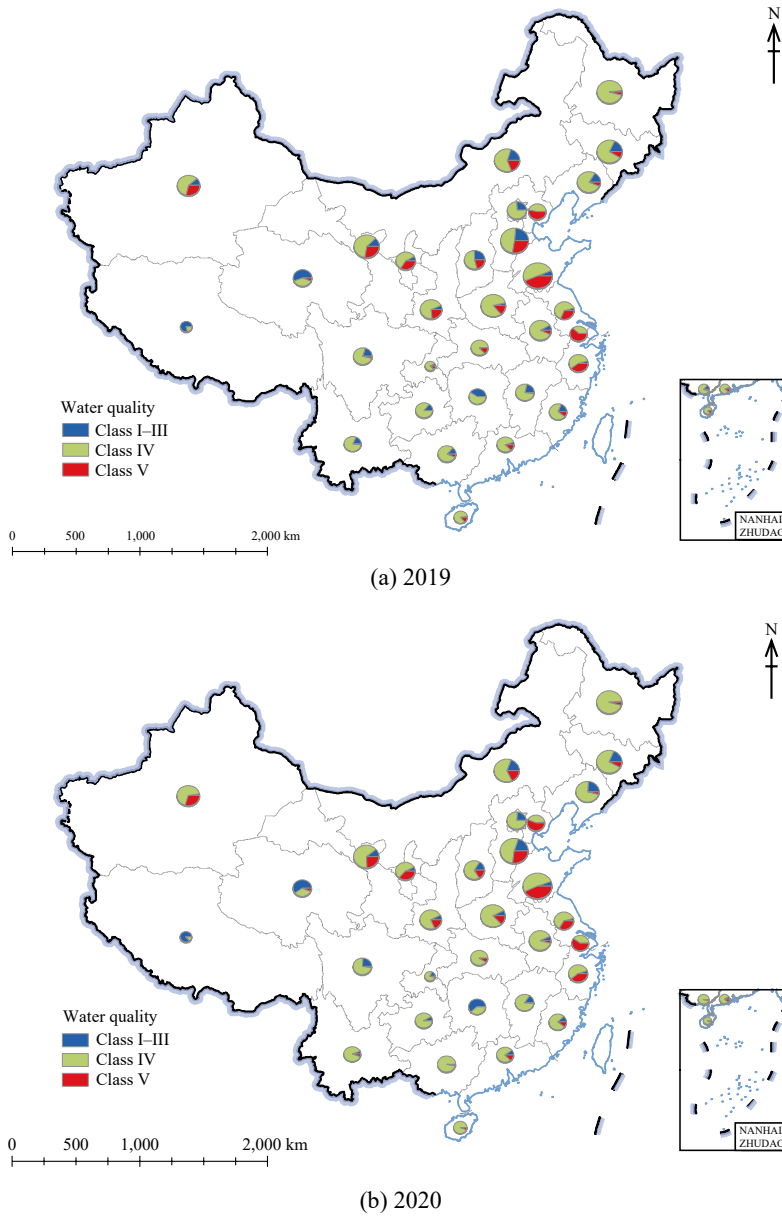 N
Water quality
Class I–III
Class IV
Class V
0 500 1,000 2,000 km
NANHAI
ZHUDAO
(a) 2019
N
Water quality
Class I–III
Class IV
Class V
0 500 1,000 2,000 km
NANHAI
ZHUDAO
(b) 2020